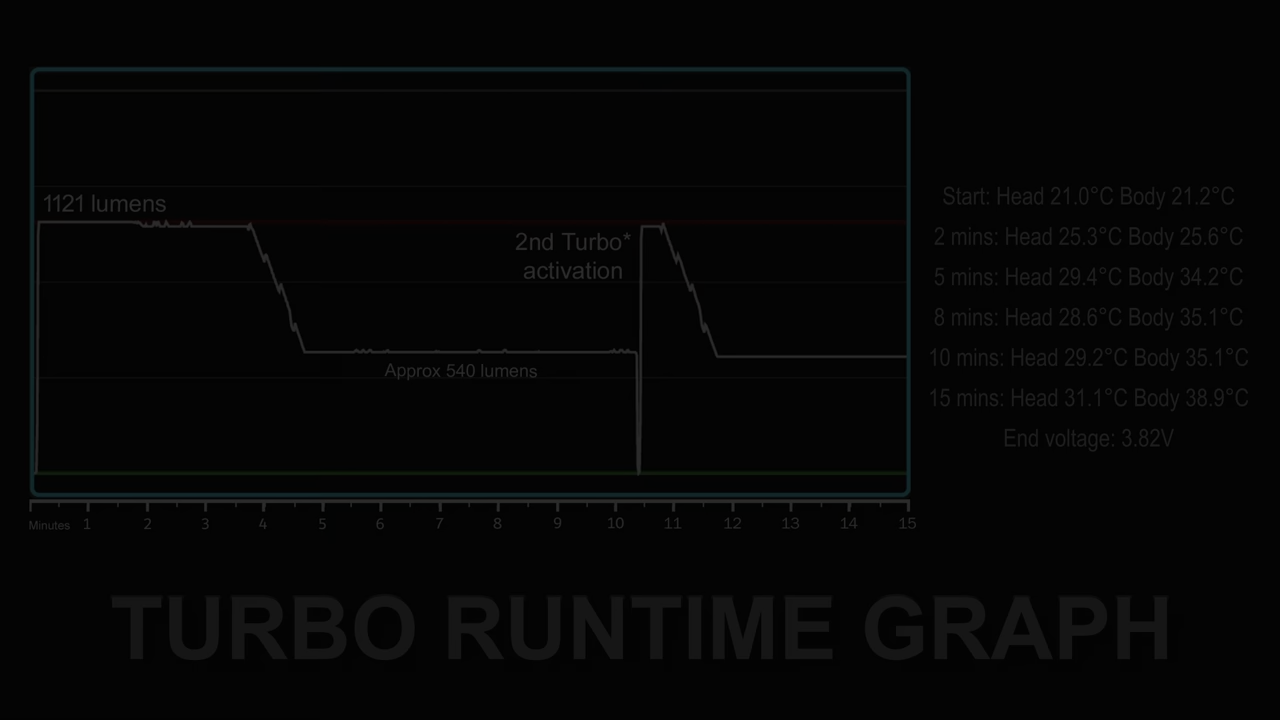 1121 lumens
2nd Turbo*
activation
Approx 540 lumens
Minutes 1 2 3 4 5 6 7 8 9 10 11 12 13 14 15
Start: Head 21.0°C Body 21.2°C
2 mins: Head 25.3°C Body 25.6°C
5 mins: Head 29.4°C Body 34.2°C
8 mins: Head 28.6°C Body 35.1°C
10 mins: Head 29.2°C Body 35.1°C
15 mins: Head 31.1°C Body 38.9°C
End voltage: 3.82V
TURBO RUNTIME GRAPH